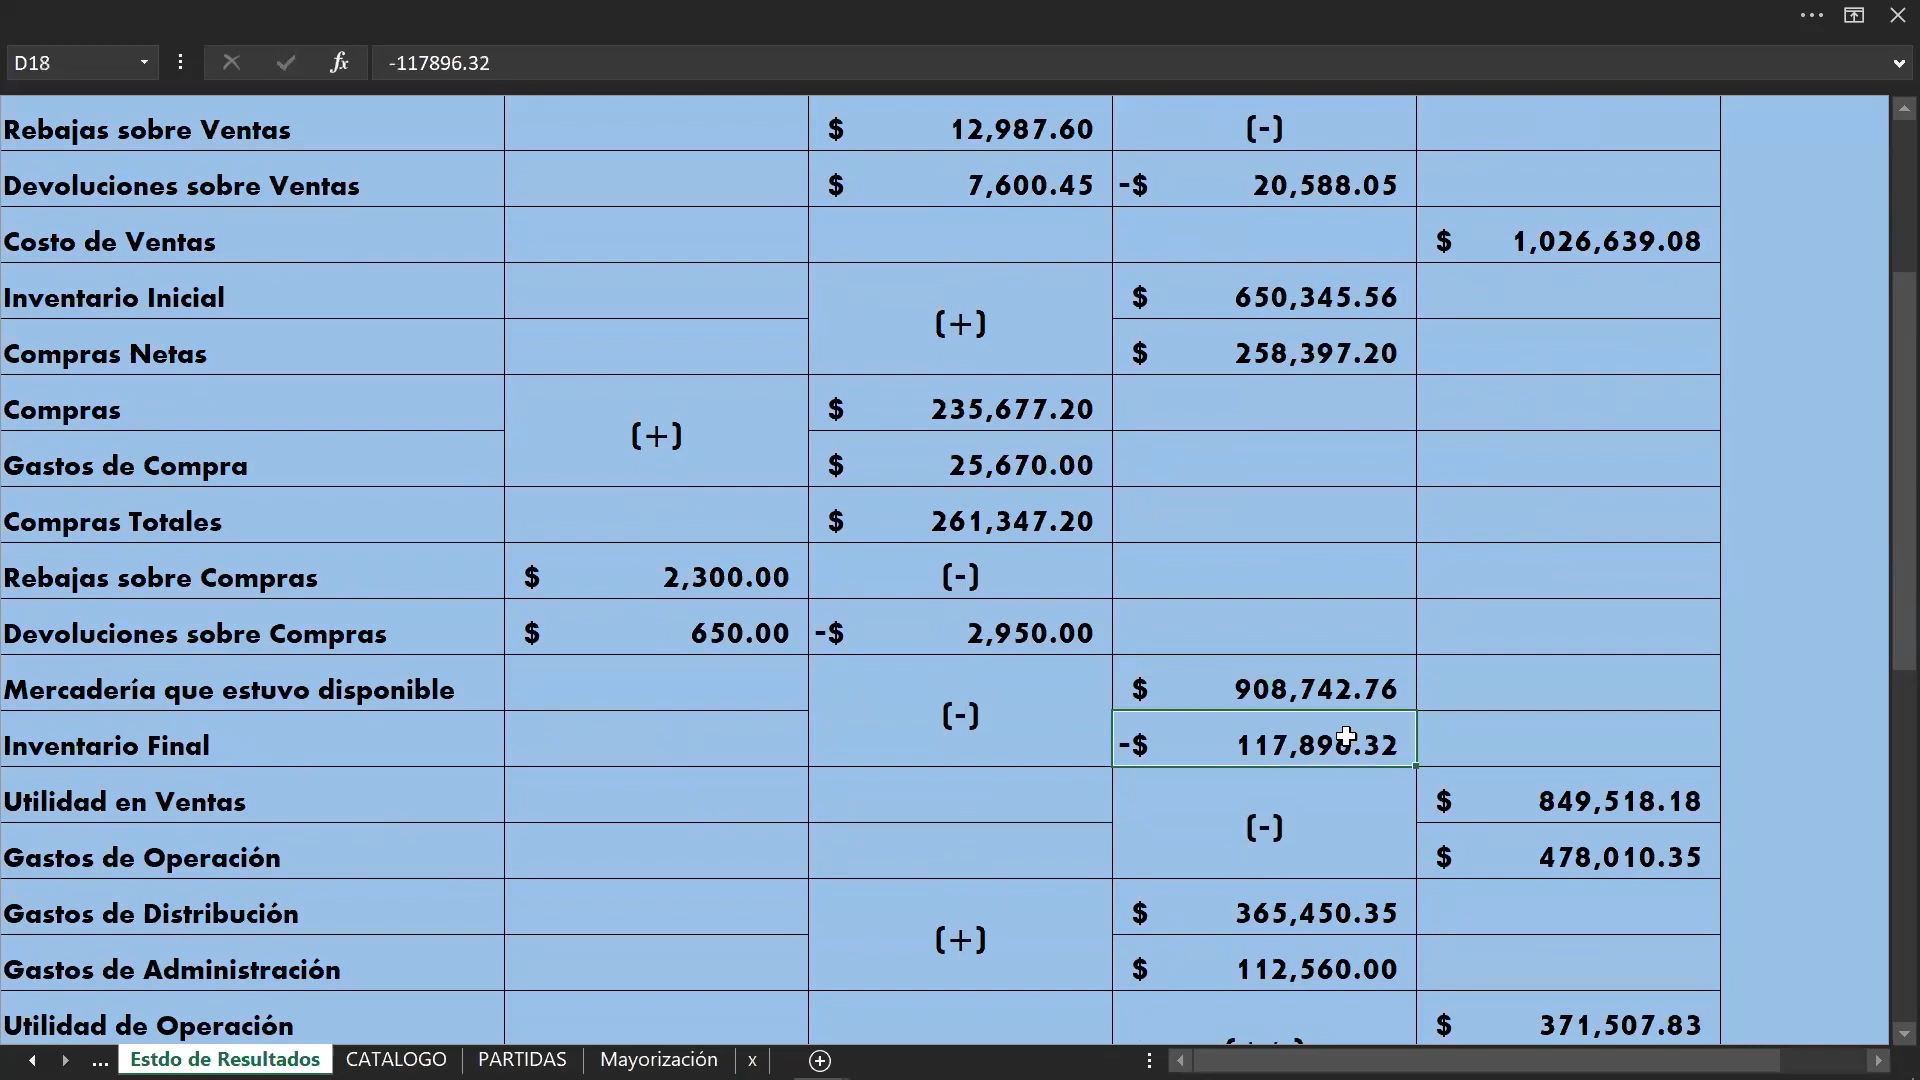 D18 fx -117896.32
Rebajas sobre Ventas $ 12,987.60 (-)
Devoluciones sobre Ventas $ 7,600.45 -$ 20,588.05
Costo de Ventas $ 1,026,639.08
Inventario Inicial $ 650,345.56
(+)
Compras Netas $ 258,397.20
Compras $ 235,677.20
(+)
Gastos de Compra $ 25,670.00
Compras Totales $ 261,347.20
Rebajas sobre Compras $ 2,300.00 (-)
Devoluciones sobre Compras $ 650.00 -$ 2,950.00
Mercadería que estuvo disponible $ 908,742.76
(-)
Inventario Final -$ 117,896.32
Utilidad en Ventas $ 849,518.18
(-)
Gastos de Operación $ 478,010.35
Gastos de Distribución $ 365,450.35
(+)
Gastos de Administración $ 112,560.00
Utilidad de Operación $ 371,507.83
... Estdo de Resultados CATALOGO PARTIDAS Mayorización x